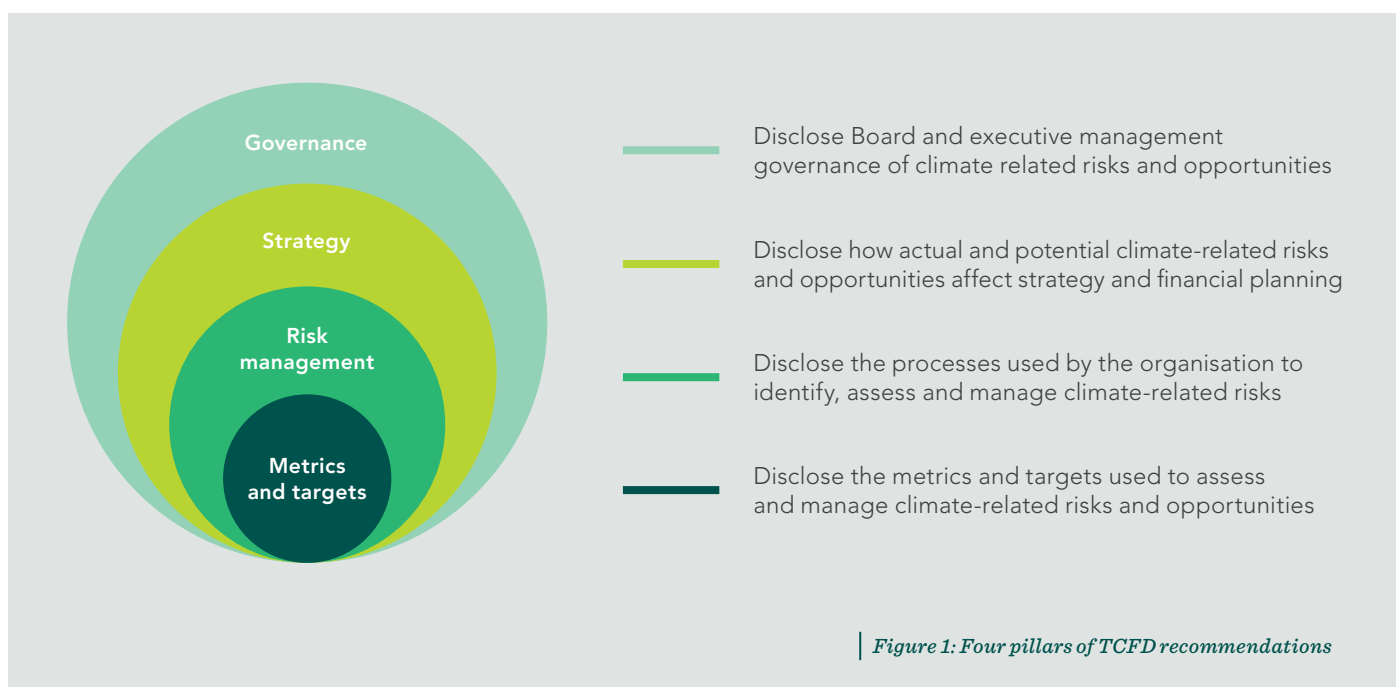 Governance
Strategy
Risk
management
Metrics
and targets
Disclose Board and executive management
governance of climate related risks and opportunities
Disclose how actual and potential climate-related risks
and opportunities affect strategy and financial planning
Disclose the processes used by the organisation to
identify, assess and manage climate-related risks
Disclose the metrics and targets used to assess
and manage climate-related risks and opportunities
Figure 1: Four pillars of TCFD recommendations